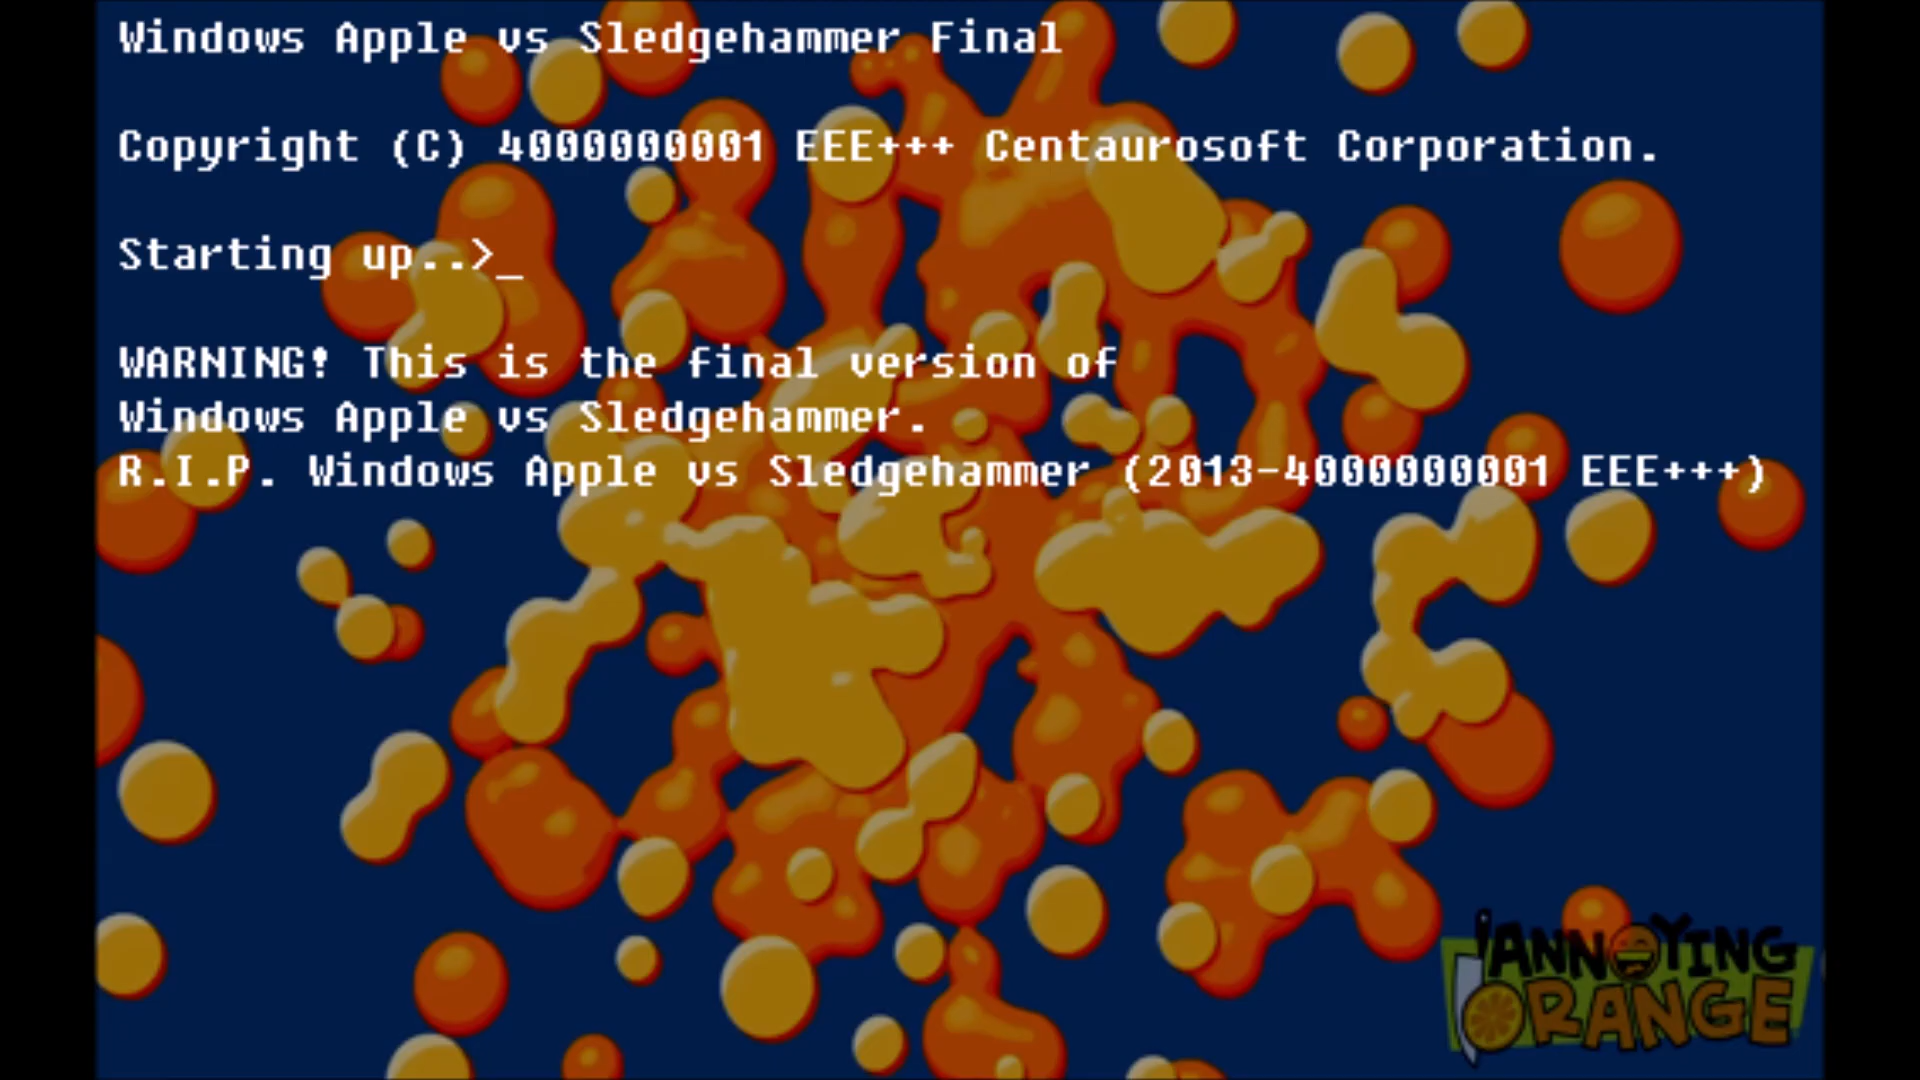 Windows Apple vs Sledgehammer Final
Copyright (C) 4000000001 EEE+++ Centaurosoft Corporation.
Starting up..>_
WARNING! This is the final version of
Windows Apple vs Sledgehammer.
R.I.P. Windows Apple vs Sledgehammer (2013-4000000001 EEE+++)
ANNOYING
ORANGE